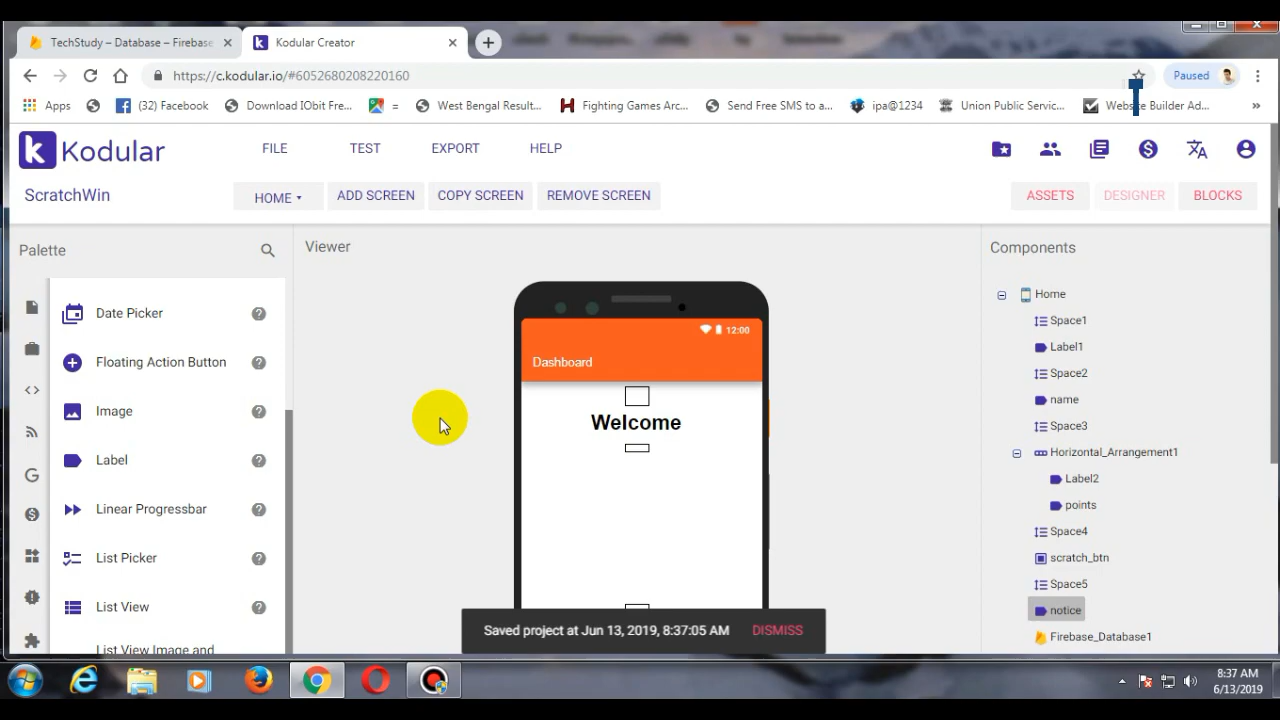 TechStudy – Database – Firebase
Kodular Creator
https://c.kodular.io/#6052680208220160
Paused
Apps
(32) Facebook
Download IObit Fre...
=
West Bengal Result...
Fighting Games Arc...
Send Free SMS to a...
ipa@1234
Union Public Servic...
Website Builder Ad...
»
Kodular
FILE
TEST
EXPORT
HELP
ScratchWin
HOME
ADD SCREEN
COPY SCREEN
REMOVE SCREEN
ASSETS
DESIGNER
BLOCKS
Palette
Viewer
Components
Date Picker
Floating Action Button
Image
Label
Linear Progressbar
List Picker
List View
List View Image and
12:00
Dashboard
Welcome
Home
Space1
Label1
Space2
name
Space3
Horizontal_Arrangement1
Label2
points
Space4
scratch_btn
Space5
notice
Firebase_Database1
Saved project at Jun 13, 2019, 8:37:05 AM DISMISS
8:37 AM
6/13/2019